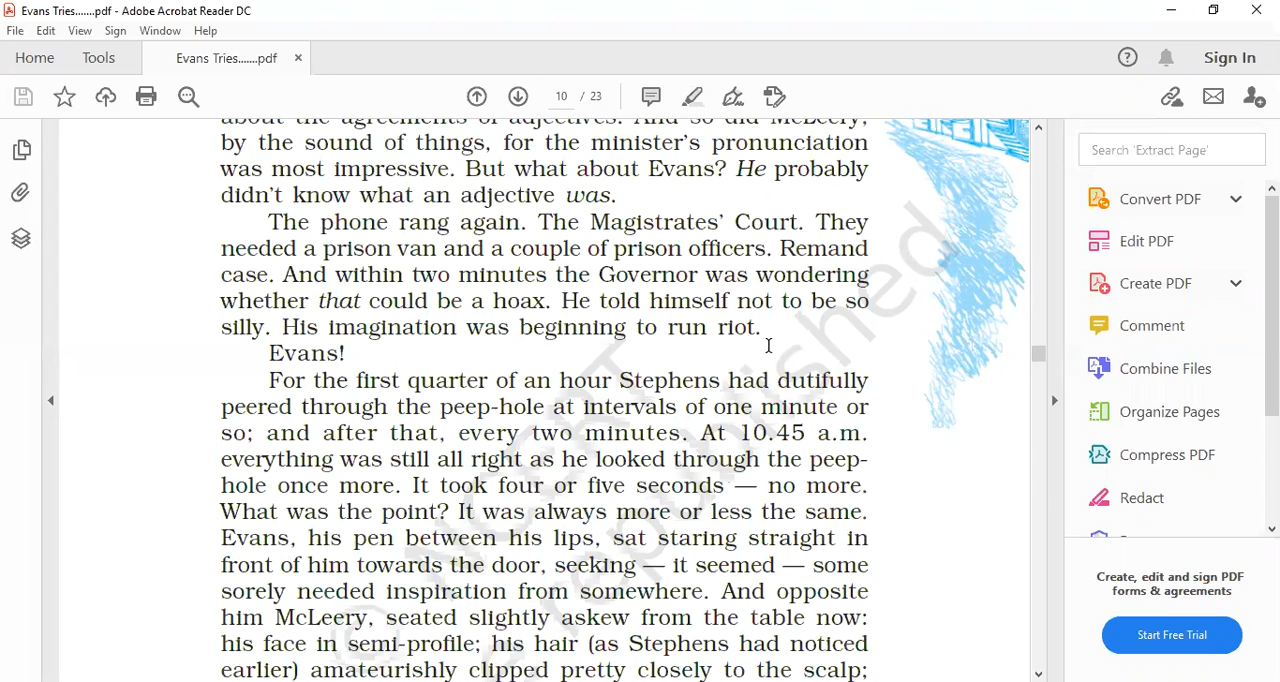 Evans Tries.......pdf - Adobe Acrobat Reader DC
File Edit View Sign Window Help
Home Tools Evans Tries.......pdf × Sign In
10 / 23
about the agreements of adjectives. And so did McLeery,
by the sound of things, for the minister's pronunciation
was most impressive. But what about Evans? He probably
didn't know what an adjective was.
The phone rang again. The Magistrates' Court. They
needed a prison van and a couple of prison officers. Remand
case. And within two minutes the Governor was wondering
whether that could be a hoax. He told himself not to be so
silly. His imagination was beginning to run riot.
Evans!
For the first quarter of an hour Stephens had dutifully
peered through the peep-hole at intervals of one minute or
so; and after that, every two minutes. At 10.45 a.m.
everything was still all right as he looked through the peep-
hole once more. It took four or five seconds — no more.
What was the point? It was always more or less the same.
Evans, his pen between his lips, sat staring straight in
front of him towards the door, seeking — it seemed — some
sorely needed inspiration from somewhere. And opposite
him McLeery, seated slightly askew from the table now:
his face in semi-profile; his hair (as Stephens had noticed
earlier) amateurishly clipped pretty closely to the scalp;
© NCERT
republished
Search 'Extract Page'
Convert PDF
Edit PDF
Create PDF
Comment
Combine Files
Organize Pages
Compress PDF
Redact
Create, edit and sign PDF
forms & agreements
Start Free Trial